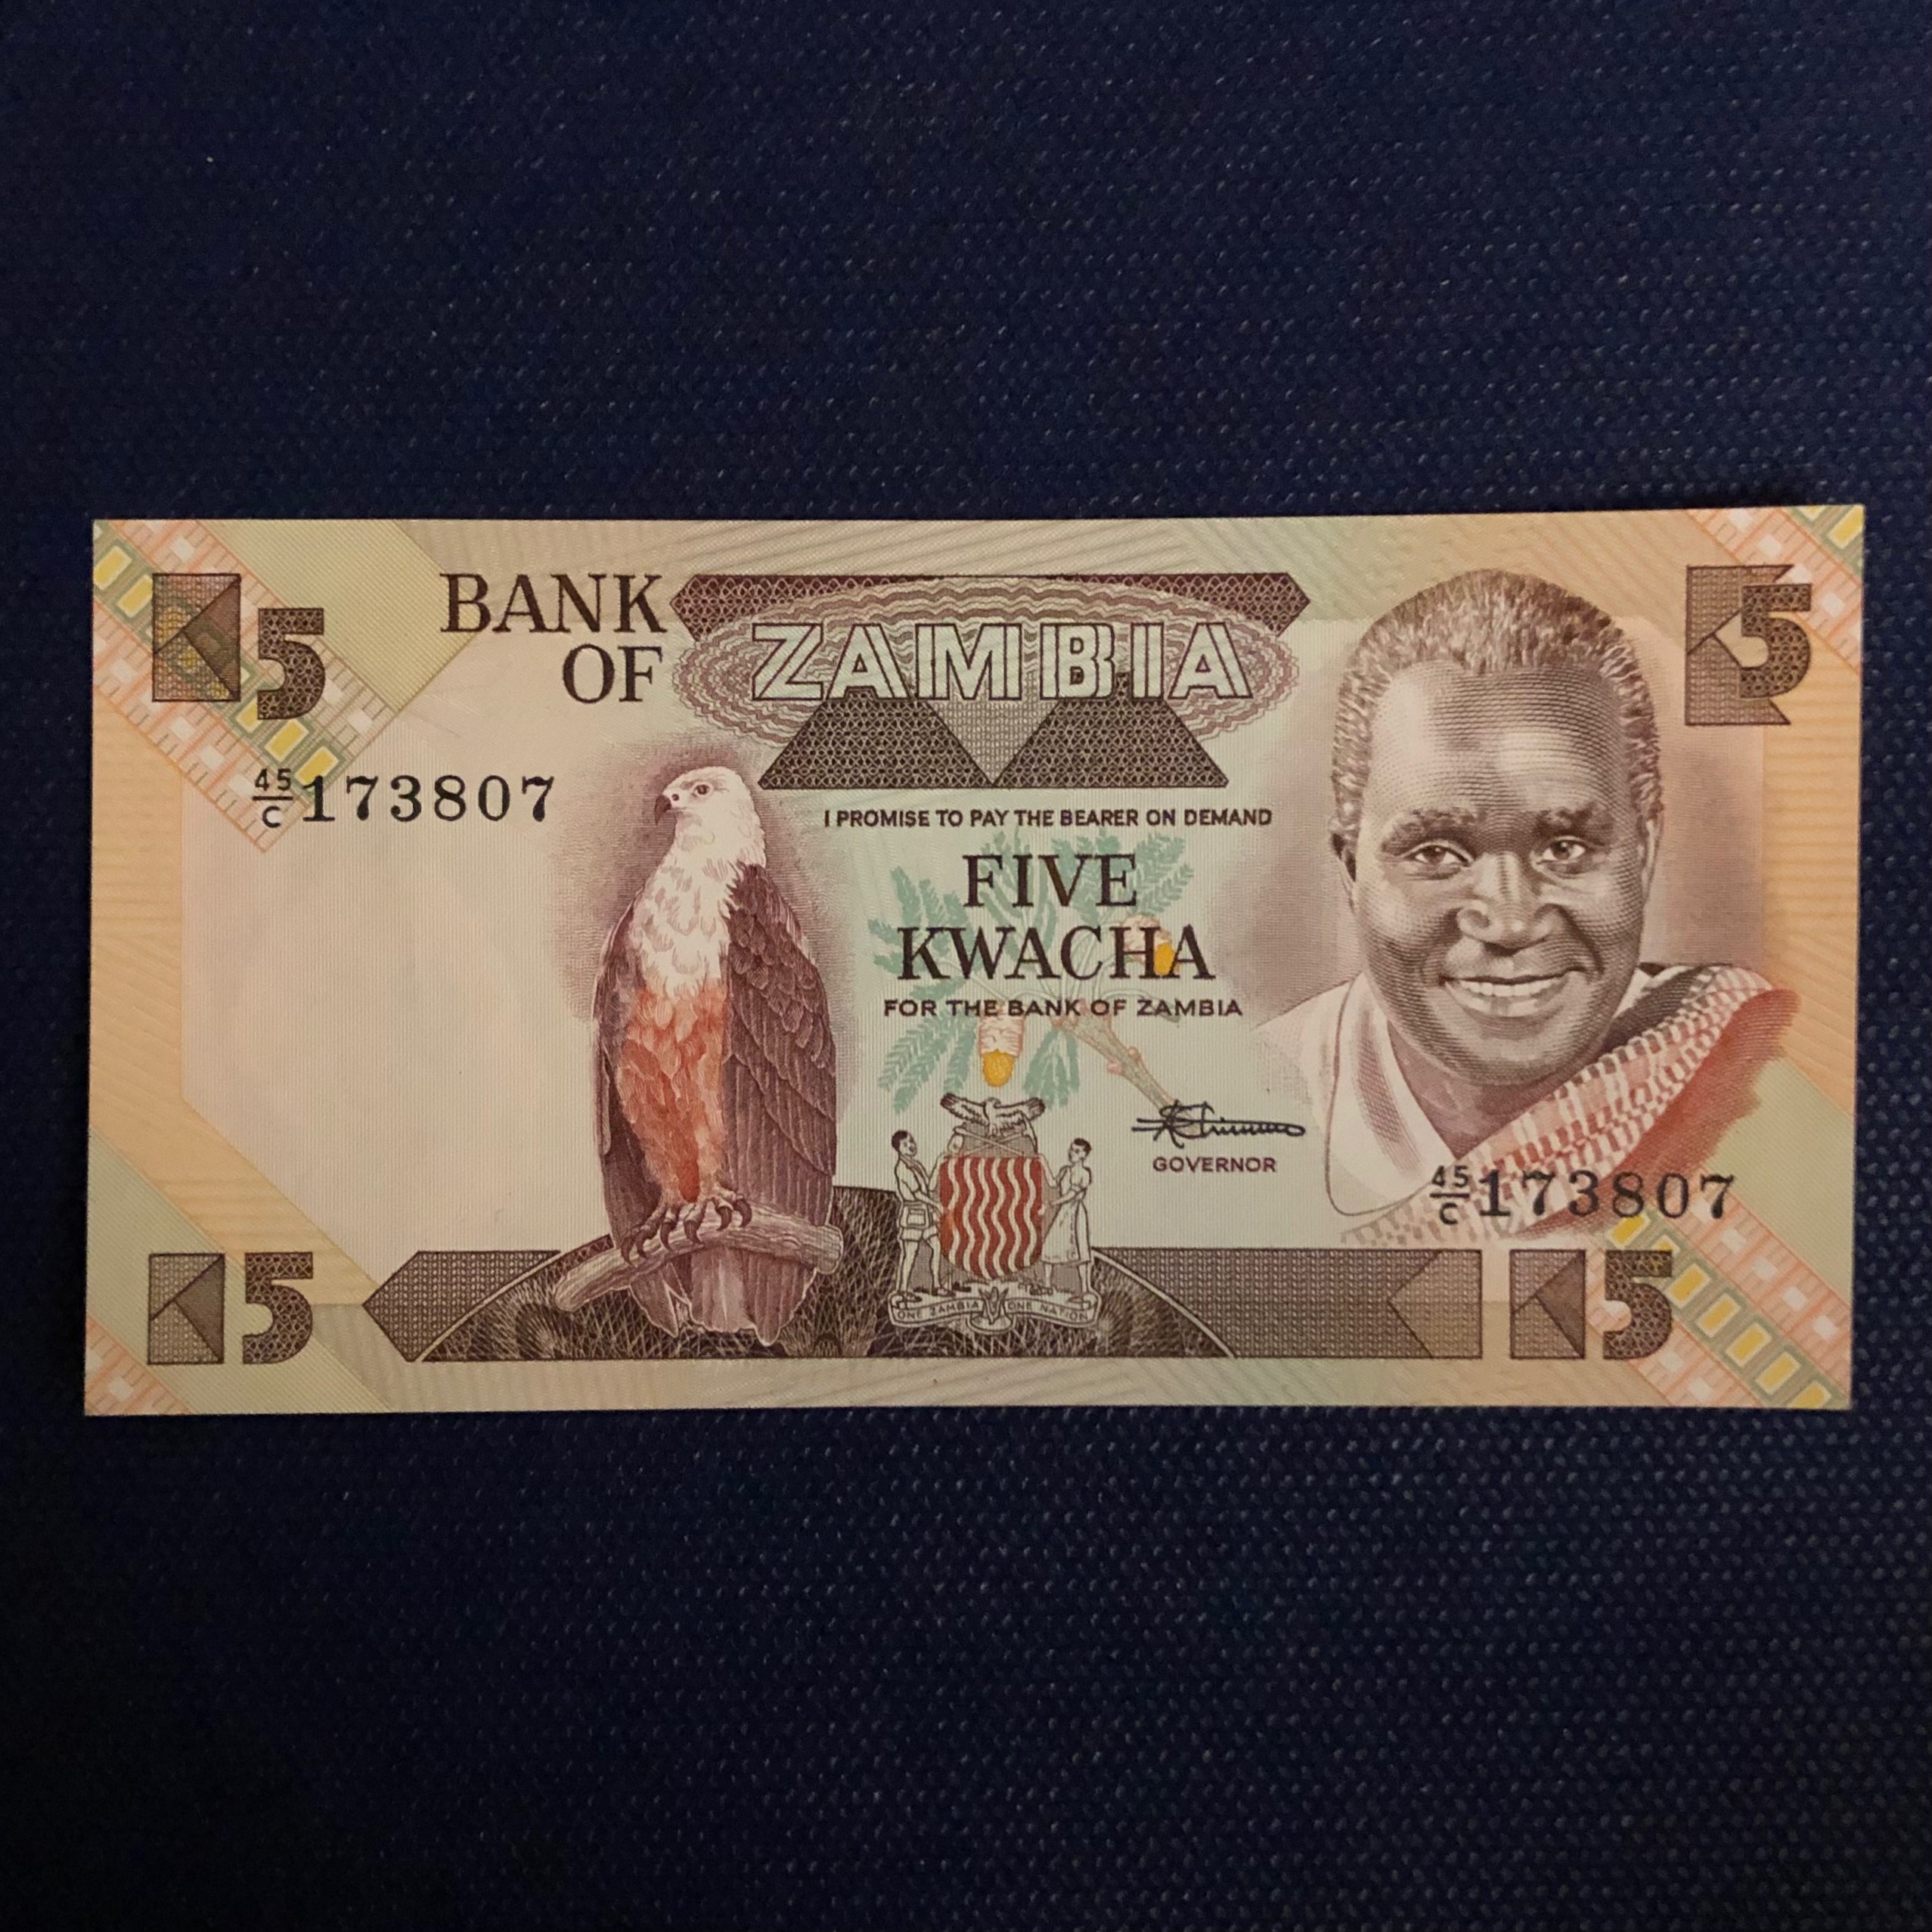 BANK
OF
ZAMBIA
K5
5
45/C 173807
I PROMISE TO PAY THE BEARER ON DEMAND
FIVE
KWACHA
FOR THE BANK OF ZAMBIA
GOVERNOR
45/C 173807
K5
ONE ZAMBIA ONE NATION
K5